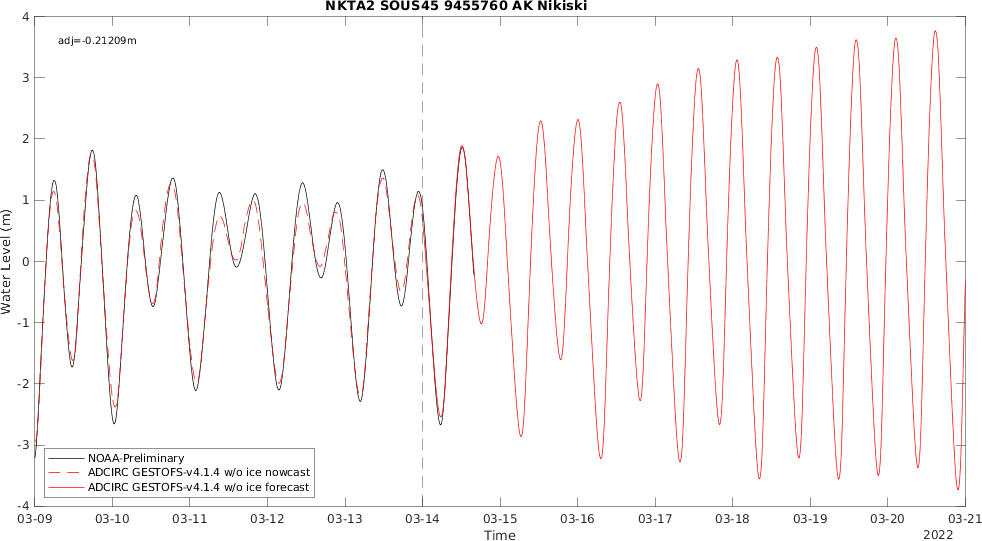 NKTA2 SOUS45 9455760 AK Nikiski
adj=-0.21209m
4
3
2
1
0
-1
-2
-3
-4
Water Level (m)
NOAA-Preliminary
ADCIRC GESTOFS-v4.1.4 w/o ice nowcast
ADCIRC GESTOFS-v4.1.4 w/o ice forecast
03-09 03-10 03-11 03-12 03-13 03-14 03-15 03-16 03-17 03-18 03-19 03-20 03-21
Time
2022